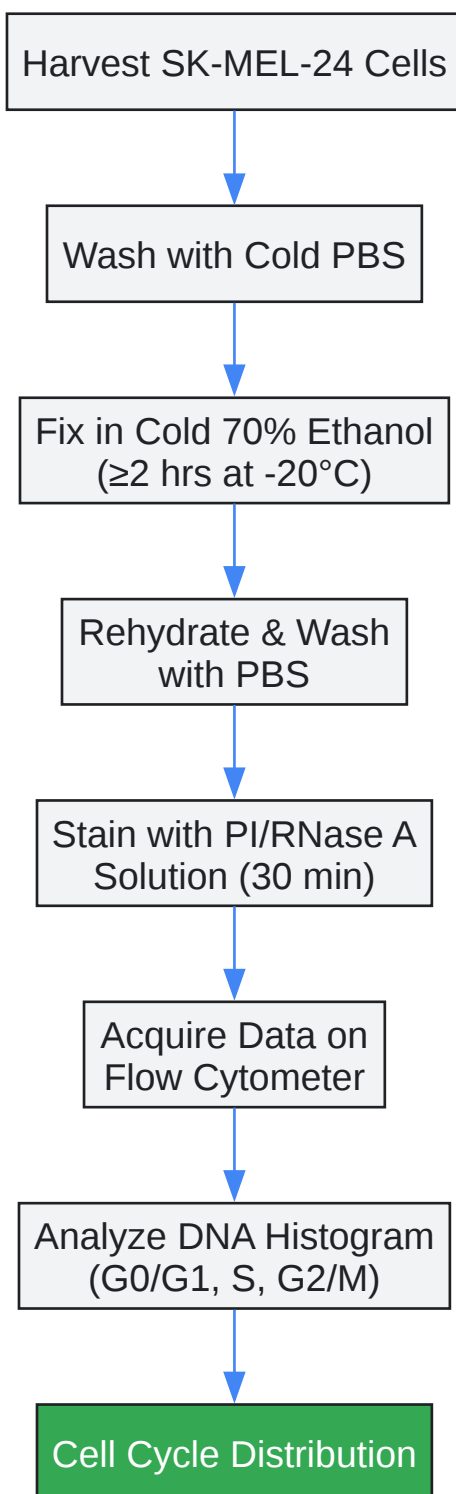 Harvest SK-MEL-24 Cells
Wash with Cold PBS
Fix in Cold 70% Ethanol
(≥2 hrs at -20°C)
Rehydrate & Wash
with PBS
Stain with PI/RNase A
Solution (30 min)
Acquire Data on
Flow Cytometer
Analyze DNA Histogram
(G0/G1, S, G2/M)
Cell Cycle Distribution